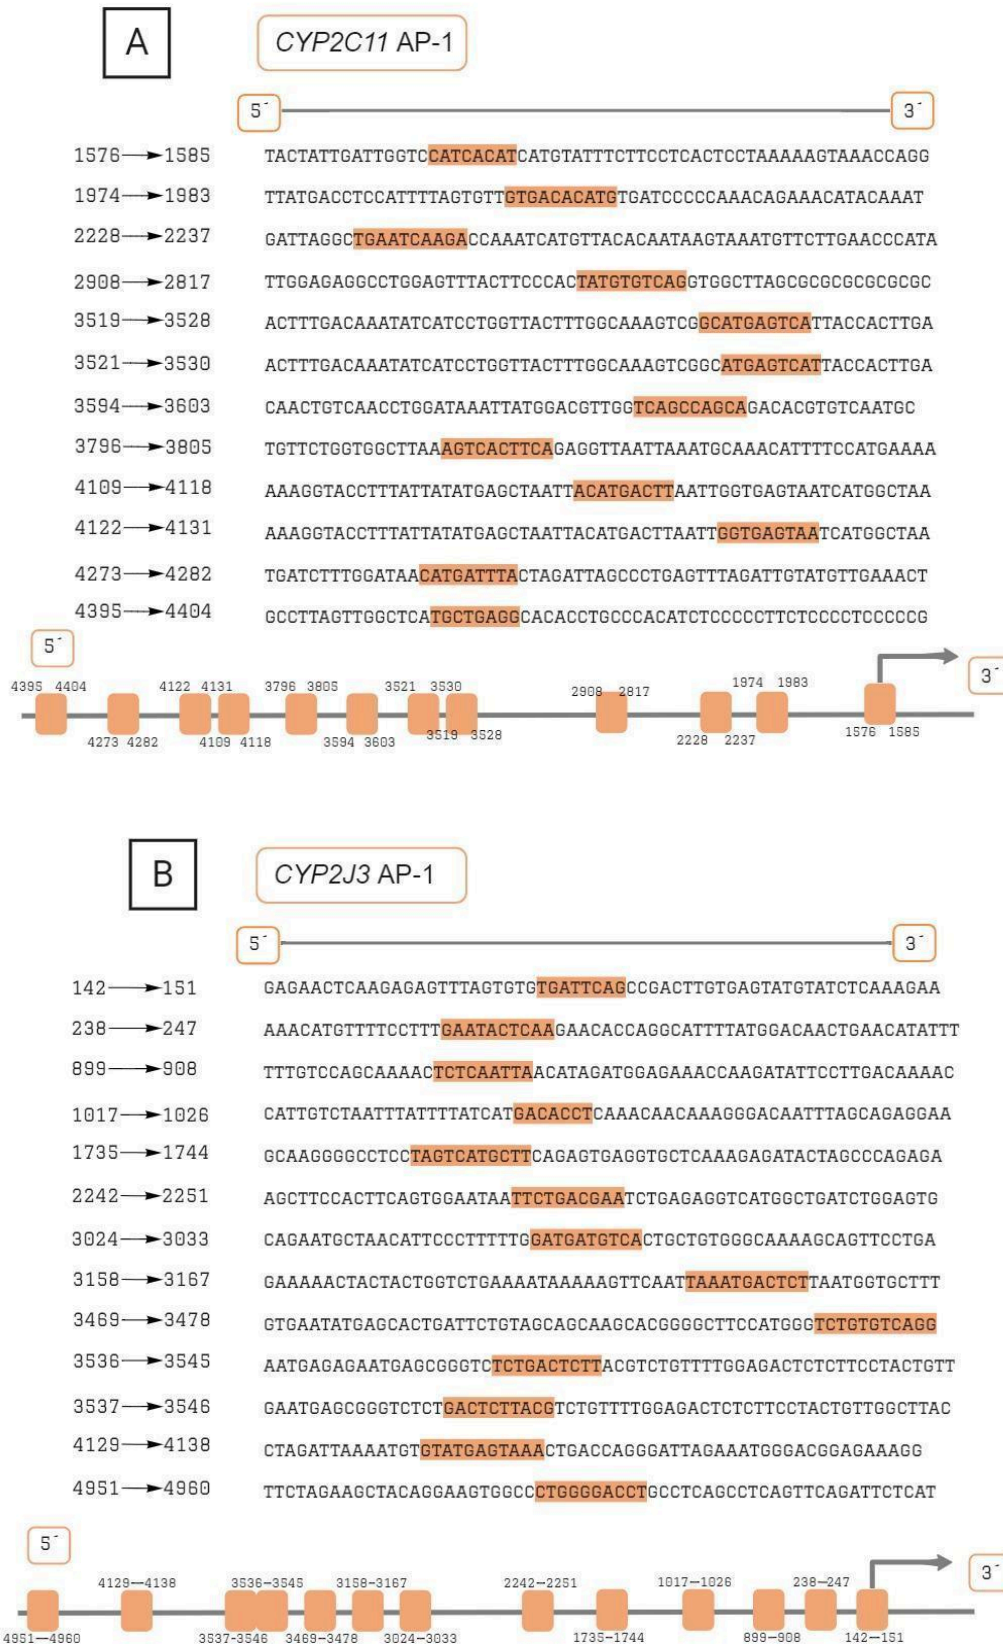 A
CYP2C11 AP-1
5´ 3´
1576→1585 TACTATTGATTGGTCCATCACATCATGTATTTCTTCCTCACTCCTAAAAAGTAAACCAGG
1974→1983 TTATGACCTCCATTTTAGTGTTGTGACACATGTGATCCCCCAAACAGAAACATACAAAT
2228→2237 GATTAGGCTGAATCAAGACCAAATCATGTTACACAATAAGTAAATGTTCTTGAACCCATA
2908→2817 TTGGAGAGGCCTGGAGTTTACTTCCCACTATGTGTCAGGTGGCTTAGCGCGCGCGCGCGC
3519→3528 ACTTTGACAAATATCATCCTGGTTACTTTGGCAAAGTCGGCATGAGTCATTACCACTTGA
3521→3530 ACTTTGACAAATATCATCCTGGTTACTTTGGCAAAGTCGGCATGAGTCATTACCACTTGA
3594→3603 CAACTGTCAACCTGGATAAATTATGGACGTTGGTCAGCCAGCAGACACGTGTCAATGC
3796→3805 TGTTCTGGTGGCTTAAAGTCACTTCAGAGGTTAATTAAATGCAAACATTTTCCATGAAAA
4109→4118 AAAGGTACCTTTATTATATGAGCTAATTACATGACTTAATTGGTGAGTAATCATGGCTAA
4122→4131 AAAGGTACCTTTATTATATGAGCTAATTACATGACTTAATTGGTGAGTAATCATGGCTAA
4273→4282 TGATCTTTGGATAACATGATTTACTAGATTAGCCCTGAGTTTAGATTGTATGTTGAAACT
4395→4404 GCCTTAGTTGGCTCATGCTGAGGCACACCTGCCCACATCTCCCCCTTCTCCCCTCCCCCG
5´
4395 4404 4122 4131 3796 3805 3521 3530 2908 2817 1974 1983 3´
4273 4282 4109 4118 3594 3603 3519 3528 2228 2237 1576 1585
B
CYP2J3 AP-1
5´ 3´
142→151 GAGAACTCAAGAGAGTTTAGTGTGTGATTCAGCCGACTTGTGAGTATGTATCTCAAAGAA
238→247 AAACATGTTTTCCTTTGAATACTCAAGAACACCAGGCATTTTATGGACAACTGAACATATTT
899→908 TTTGTCCAGCAAAACTCTCAATTAACATAGATGGAGAAACCAAGATATTCCTTGACAAAAC
1017→1026 CATTGTCTAATTTATTTTATCATGACACCTCAAACAACAAAGGGACAATTTAGCAGAGGAA
1735→1744 GCAAGGGGCCTCCTAGTCATGCTTCAGAGTGAGGTGCTCAAAGAGATACTAGCCCAGAGA
2242→2251 AGCTTCCACTTCAGTGGAATAATTCTGACGAATCTGAGAGGTCATGGCTGATCTGGAGTG
3024→3033 CAGAATGCTAACATTCCCTTTTTGGATGATGTCACTGCTGTGGGCAAAAGCAGTTCCTGA
3158→3167 GAAAAACTACTACTGGTCTGAAAATAAAAAGTTCAATTAAATGACTCTTAATGGTGCTTT
3469→3478 GTGAATATGAGCACTGATTCTGTAGCAGCAAGCACGGGGCTTCCATGGGTCTGTGTCAGG
3536→3545 AATGAGAGAATGAGCGGGTCTCTGACTCTTACGTCTGTTTTGGAGACTCTCTTCCTACTGTT
3537→3546 GAATGAGCGGGTCTCTGACTCTTACGTCTGTTTTGGAGACTCTCTTCCTACTGTTGGCTTAC
4129→4138 CTAGATTAAAATGTGTATGAGTAAACTGACCAGGGATTAGAAATGGGACGGAGAAAGG
4951→4960 TTCTAGAAGCTACAGGAAGTGGCCCTGGGGACCTGCCTCAGCCTCAGTTCAGATTCTCAT
5´
4129—4138 3536—3545 3158-3167 2242—2251 1017—1026 238—247 3´
4951—4960 3537-3546 3469—3478 3024—3033 1735—1744 899—908 142—151